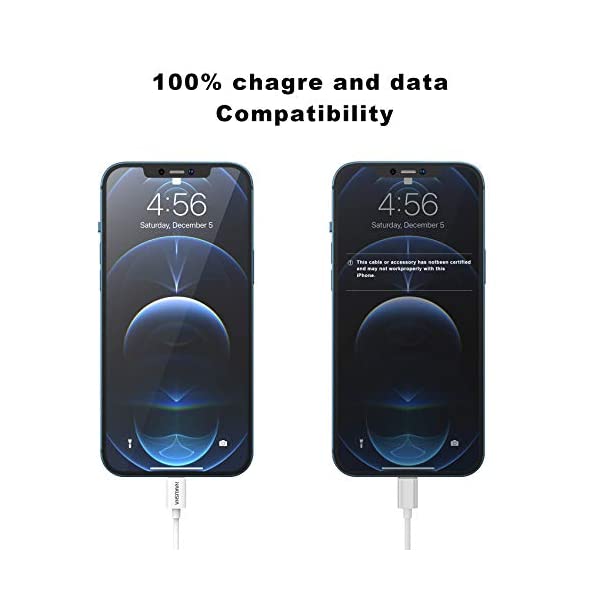 100% chagre and data
Compatibility
4:56
Saturday, December 5
4:56
Saturday, December 5
This cable or accessory has notbeen certified
and may not workproperly with this
iPhone.